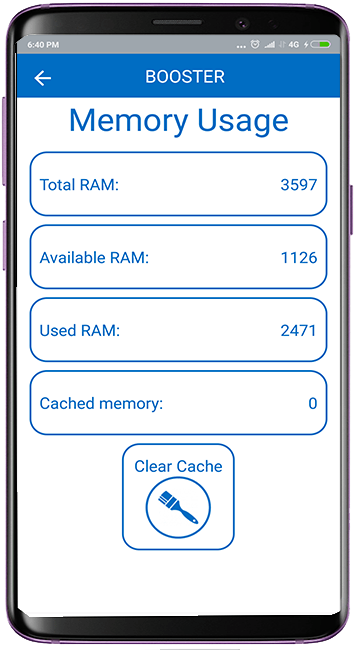 6:40 PM ... 4G
BOOSTER
Memory Usage
Total RAM: 3597
Available RAM: 1126
Used RAM: 2471
Cached memory: 0
Clear Cache